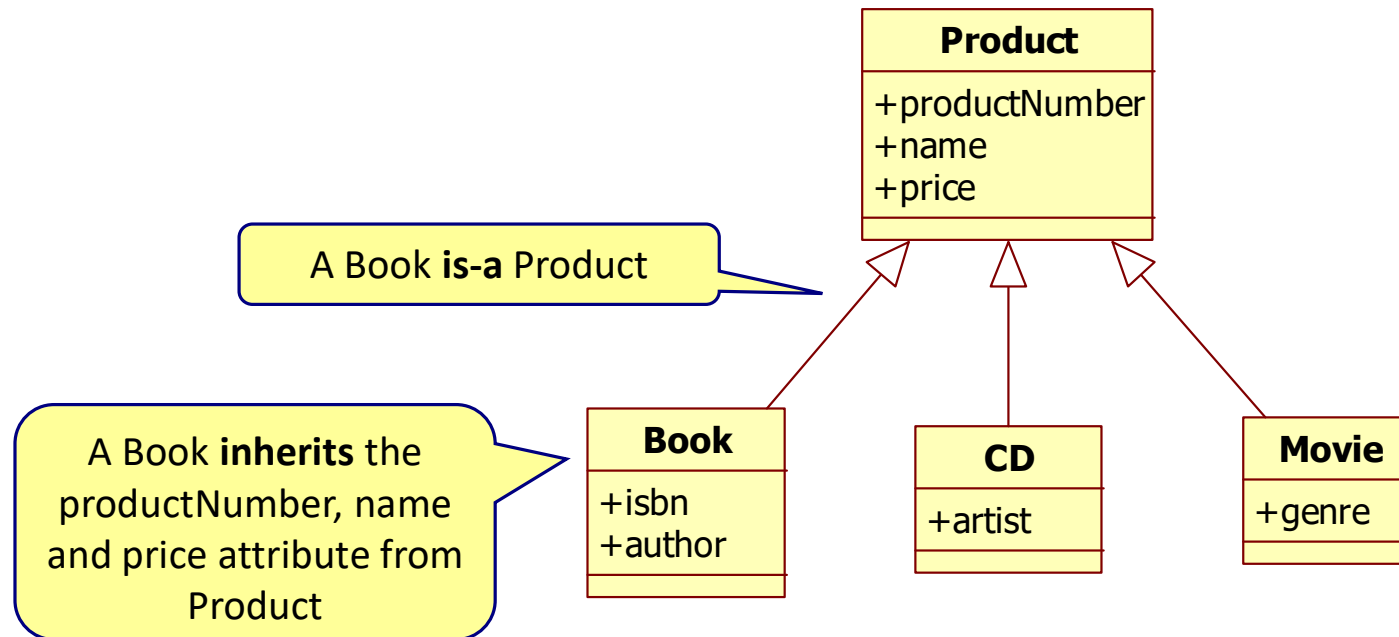 Product
+productNumber
+name
+price
A Book is-a Product
A Book inherits the
productNumber, name
and price attribute from
Product
Book
+isbn
+author
CD
+artist
Movie
+genre